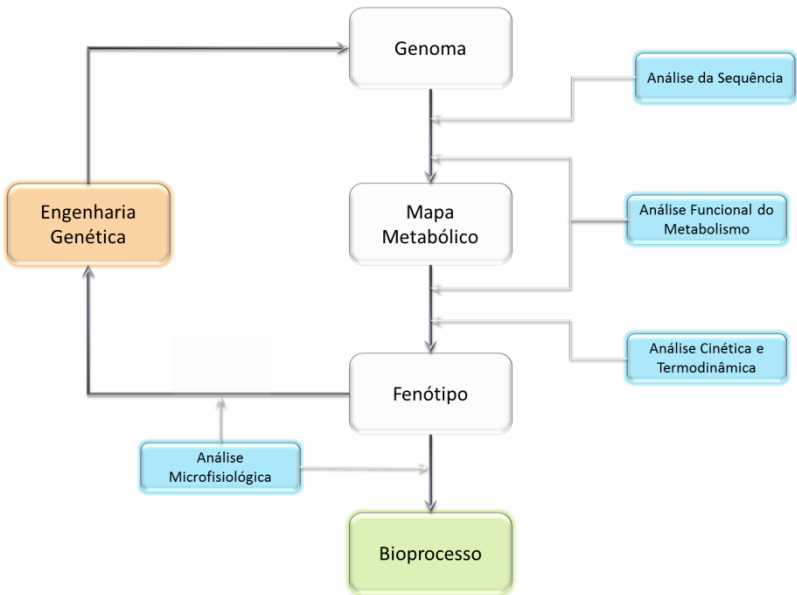 Genoma
Análise da Sequência
Engenharia
Genética
Mapa
Metabólico
Análise Funcional do
Metabolismo
Análise Cinética e
Termodinâmica
Fenótipo
Análise
Microfisiológica
Bioprocesso